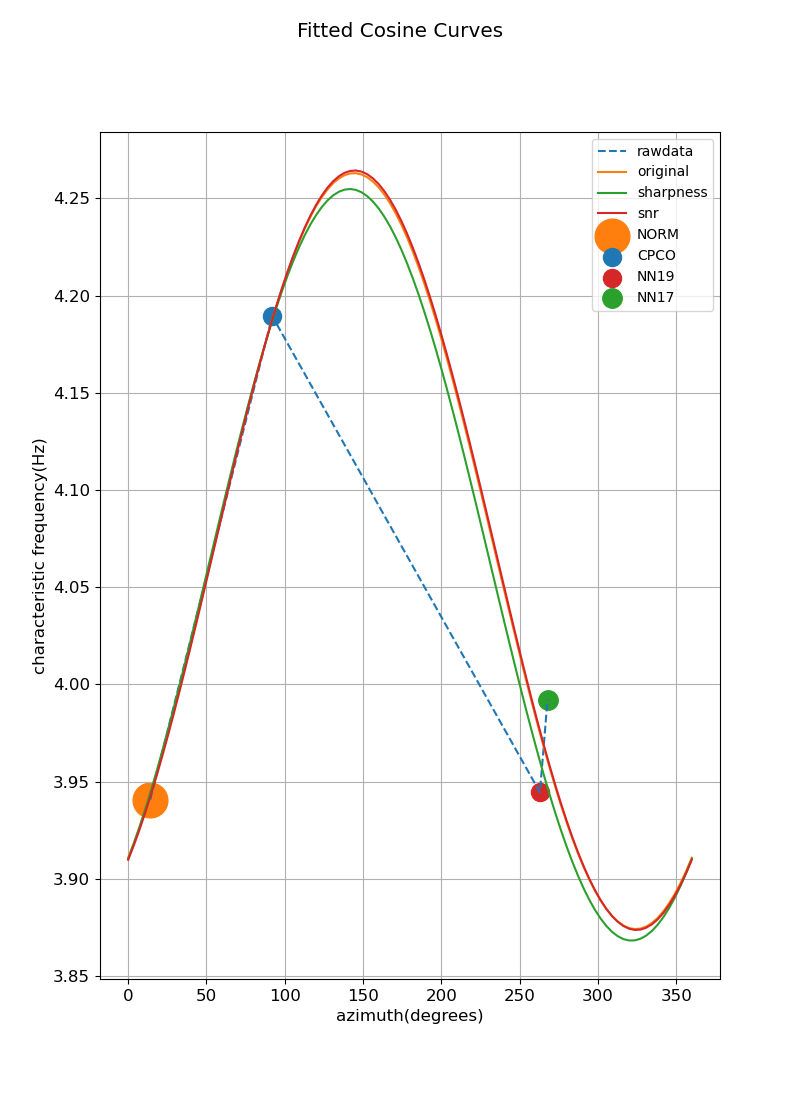 Fitted Cosine Curves
rawdata
original
sharpness
snr
NORM
CPCO
NN19
NN17
4.25
4.20
4.15
4.10
4.05
4.00
3.95
3.90
3.85
characteristic frequency(Hz)
0 50 100 150 200 250 300 350
azimuth(degrees)